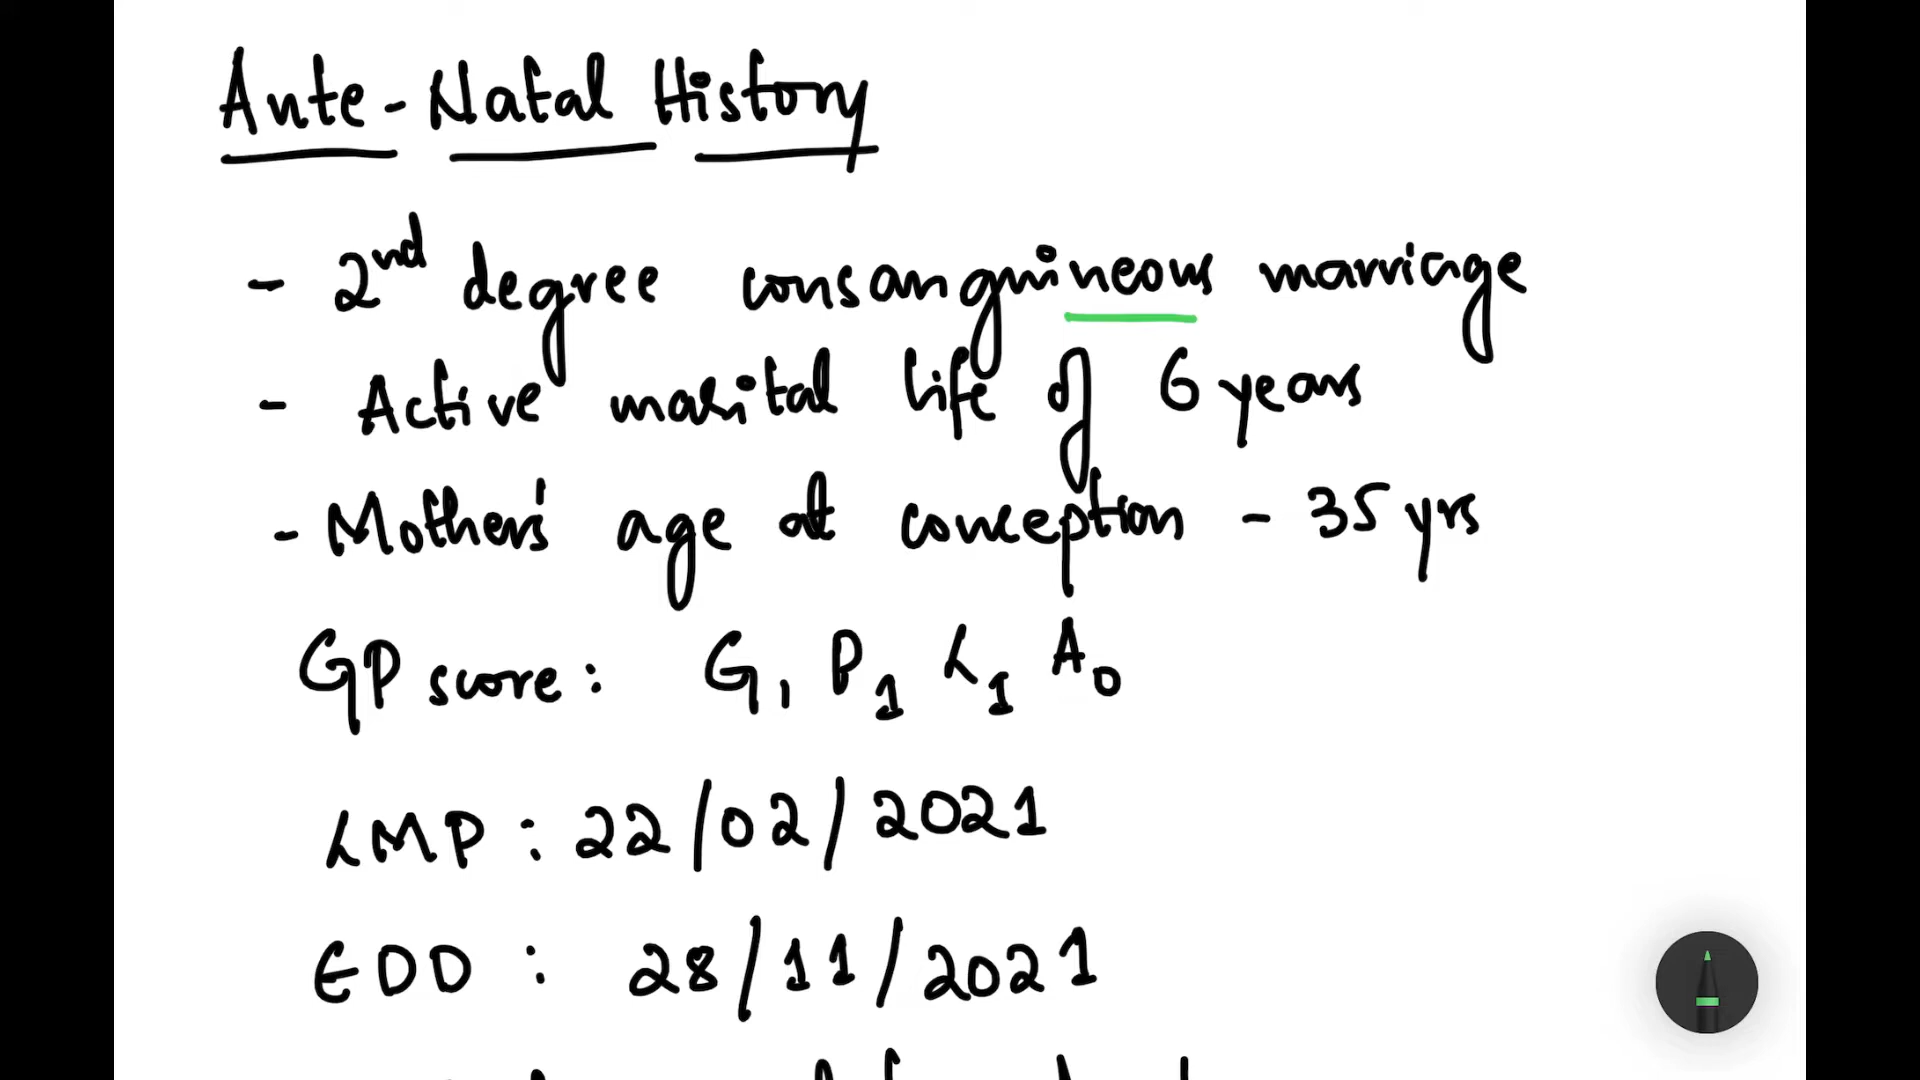 Ante-Natal History
- 2nd degree consanguineous marriage
- Active marital life of 6 years
- Mother's age at conception - 35 yrs
GP score : G1 P1 L1 A0
LMP : 22/02/2021
EDD : 28/11/2021